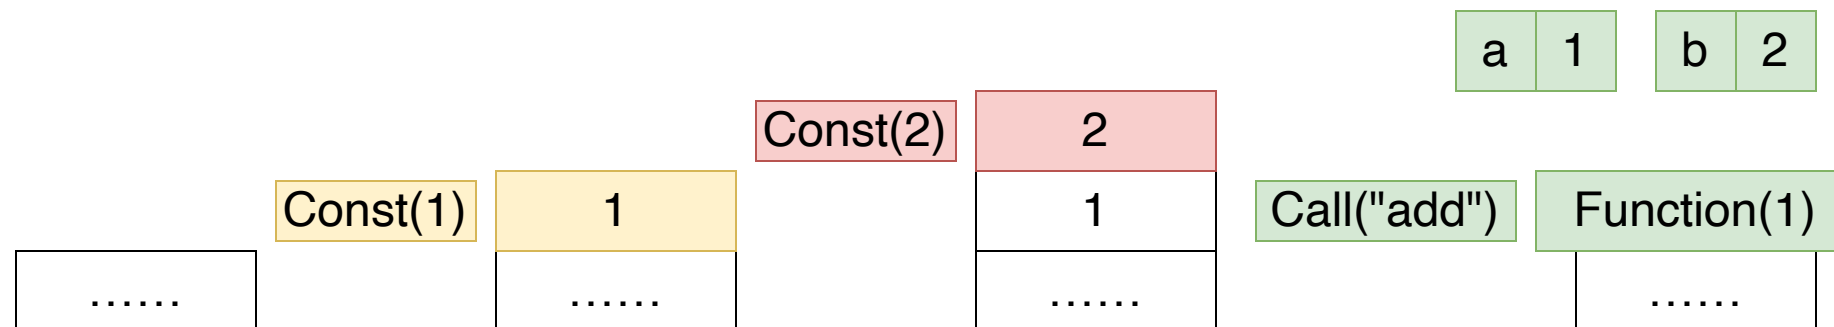 a 1 b 2
Const(2) 2
Const(1) 1 1 Call("add") Function(1)
...... ...... ...... ......